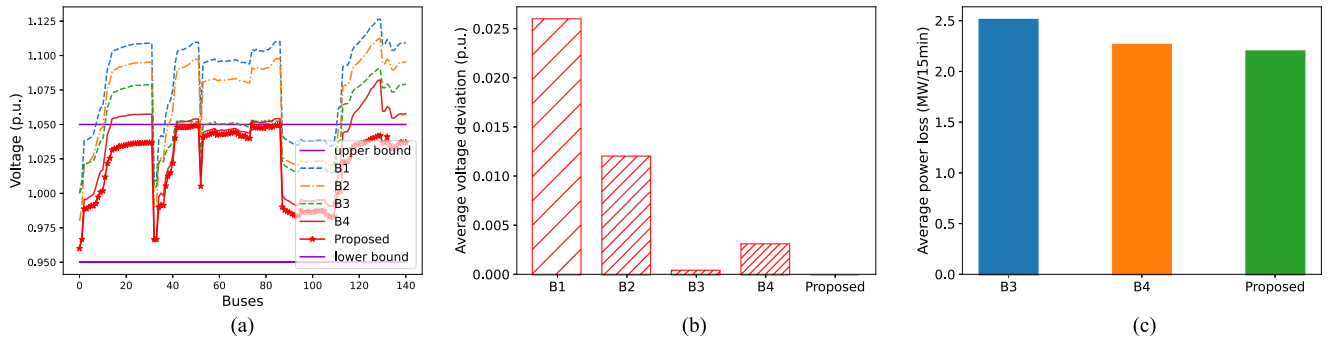 1.125
1.100
1.075
1.050
1.025
1.000
0.975
0.950
Voltage (p.u.)
0 20 40 60 80 100 120 140
Buses
upper bound
B1
B2
B3
B4
Proposed
lower bound
(a)
0.025
0.020
0.015
0.010
0.005
0.000
Average voltage deviation (p.u.)
B1 B2 B3 B4 Proposed
(b)
2.5
2.0
1.5
1.0
0.5
0.0
Average power loss (MW/15min)
B3 B4 Proposed
(c)